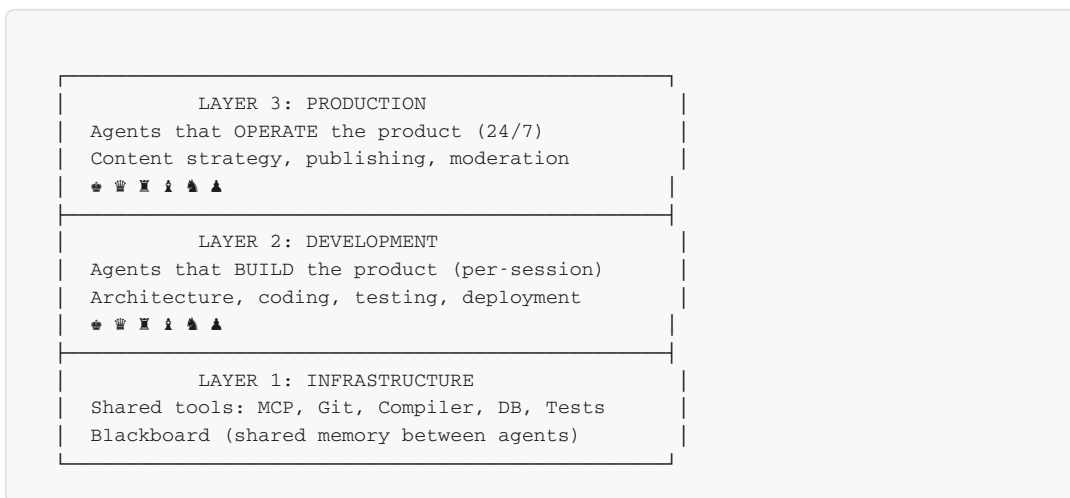 LAYER 3: PRODUCTION
Agents that OPERATE the product (24/7)
Content strategy, publishing, moderation
♚ ♛ ♜ ♝ ♞ ♟
LAYER 2: DEVELOPMENT
Agents that BUILD the product (per-session)
Architecture, coding, testing, deployment
♚ ♛ ♜ ♝ ♞ ♟
LAYER 1: INFRASTRUCTURE
Shared tools: MCP, Git, Compiler, DB, Tests
Blackboard (shared memory between agents)